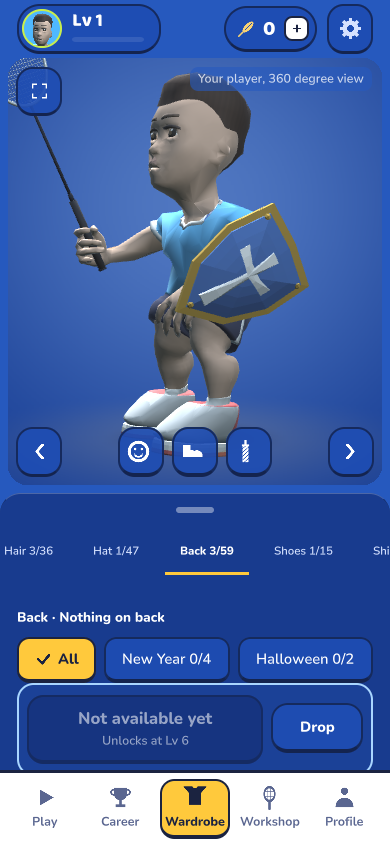 Lv 1
0
+
Your player, 360 degree view
Hair 3/36
Hat 1/47
Back 3/59
Shoes 1/15
Shi
Back · Nothing on back
All
New Year 0/4
Halloween 0/2
Not available yet
Unlocks at Lv 6
Drop
Play
Career
Wardrobe
Workshop
Profile